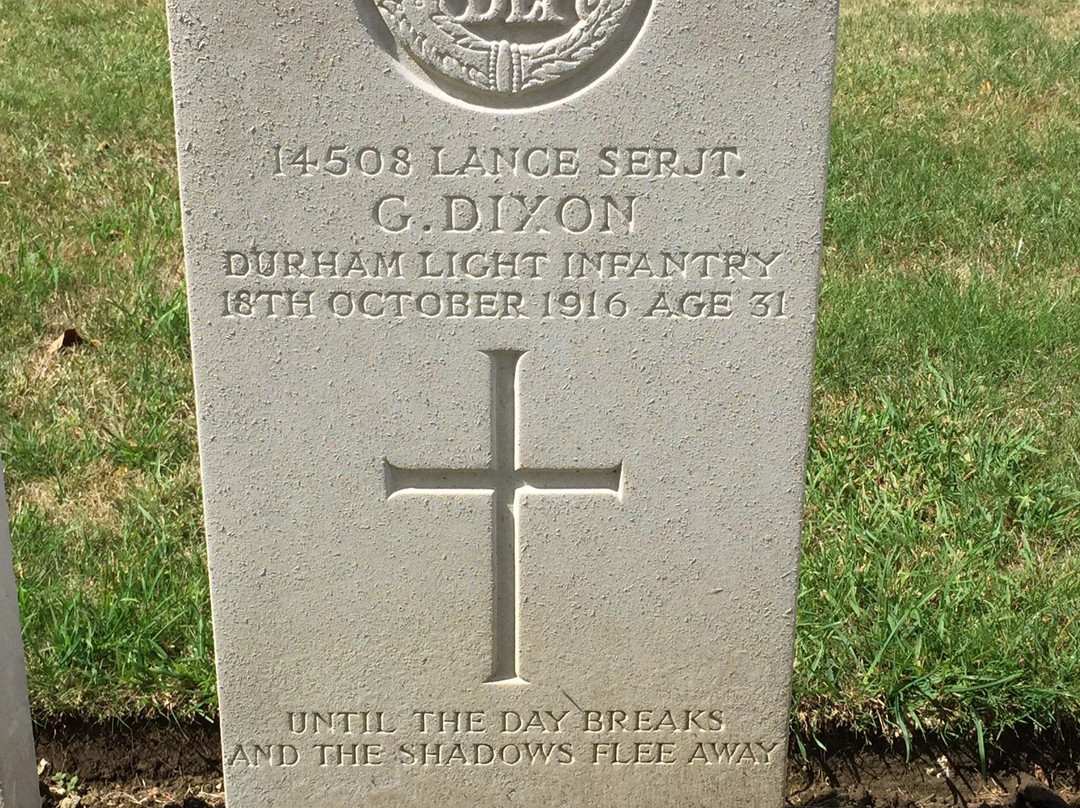 DLI
14508 LANCE SERJT.
G. DIXON
DURHAM LIGHT INFANTRY
18TH OCTOBER 1916 AGE 31
UNTIL THE DAY BREAKS
AND THE SHADOWS FLEE AWAY